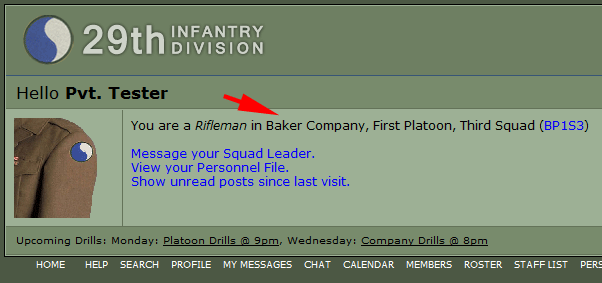 29th INFANTRY
DIVISION
Hello Pvt. Tester
You are a Rifleman in Baker Company, First Platoon, Third Squad (BP1S3)
Message your Squad Leader.
View your Personnel File.
Show unread posts since last visit.
Upcoming Drills: Monday: Platoon Drills @ 9pm, Wednesday: Company Drills @ 8pm
HOME HELP SEARCH PROFILE MY MESSAGES CHAT CALENDAR MEMBERS ROSTER STAFF LIST PERS